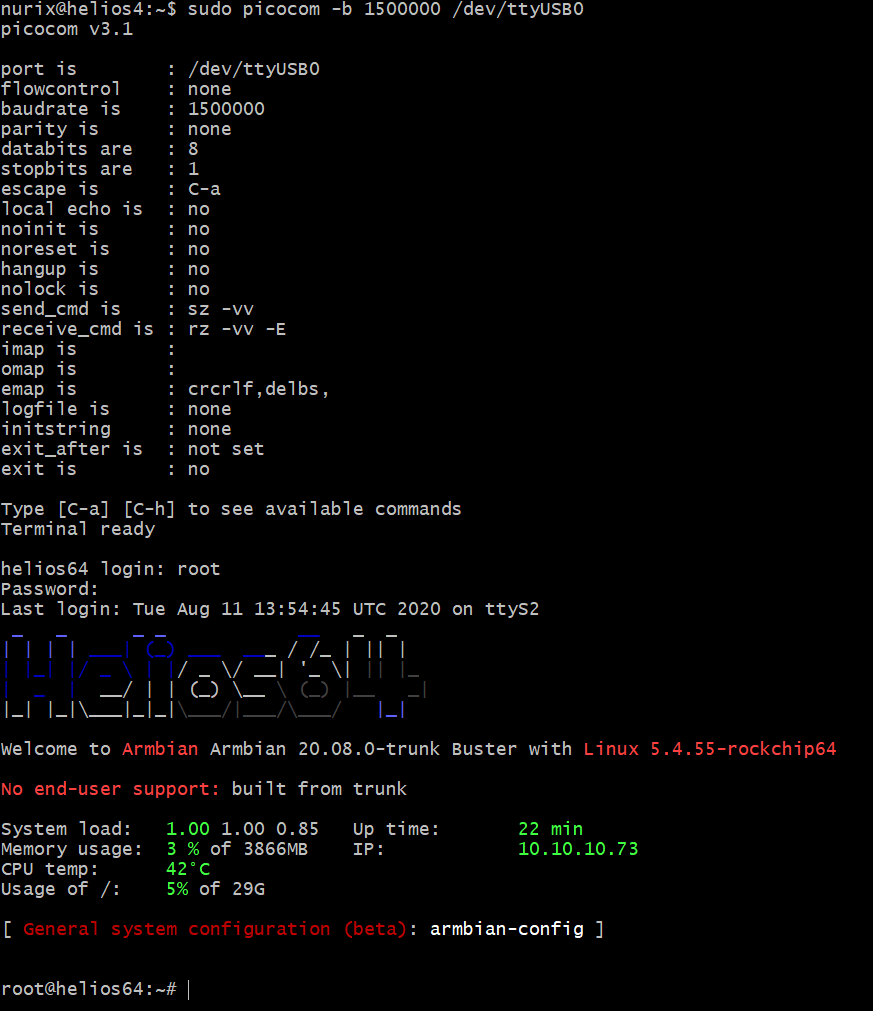 nurix@helios4:~$ sudo picocom -b 1500000 /dev/ttyUSB0
picocom v3.1
port is         : /dev/ttyUSB0
flowcontrol     : none
baudrate is     : 1500000
parity is       : none
databits are    : 8
stopbits are    : 1
escape is       : C-a
local echo is   : no
noinit is       : no
noreset is      : no
hangup is       : no
nolock is       : no
send_cmd is     : sz -vv
receive_cmd is  : rz -vv -E
imap is         :
omap is         :
emap is         : crcrlf,delbs,
logfile is      : none
initstring      : none
exit_after is   : not set
exit is         : no
Type [C-a] [C-h] to see available commands
Terminal ready
helios64 login: root
Password:
Last login: Tue Aug 11 13:54:45 UTC 2020 on ttyS2
Helios64
Welcome to Armbian Armbian 20.08.0-trunk Buster with Linux 5.4.55-rockchip64
No end-user support: built from trunk
System load:   1.00 1.00 0.85   Up time:       22 min
Memory usage:  3 % of 3866MB    IP:            10.10.10.73
CPU temp:      42°C
Usage of /:    5% of 29G
[ General system configuration (beta): armbian-config ]
root@helios64:~#